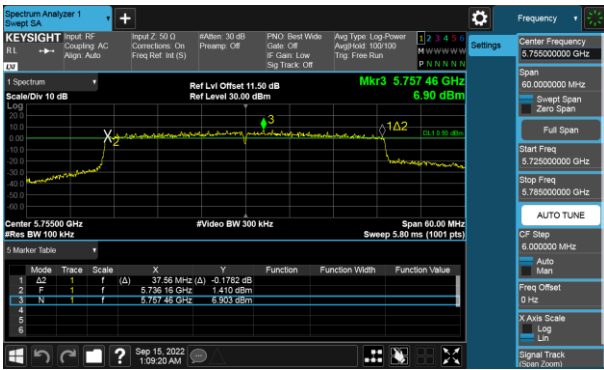 Spectrum Analyzer 1
Swept SA
+
Frequency
KEYSIGHT Input: RF Input Z: 50 Ω #Atten: 30 dB PNO: Best Wide Avg Type: Log-Power 1 2 3 4 5 6
RL Coupling: AC Corrections: On Preamp: Off Gate: Off Avg|Hold: 100/100 M W W W W W
Align: Auto Freq Ref: Int (S) IF Gain: Low Trig: Free Run
Sig Track: Off P N N N N N
LXI
1 Spectrum
Ref Lvl Offset 11.50 dB Mkr3 5.757 46 GHz
Scale/Div 10 dB Ref Level 30.00 dBm 6.90 dBm
Log
20.0
10.0
0.00
-10.0
-20.0
-30.0
-40.0
-50.0
-60.0
X2
3
1Δ2
DL1 0.90 dBm
Center 5.75500 GHz #Video BW 300 kHz Span 60.00 MHz
#Res BW 100 kHz Sweep 5.80 ms (1001 pts)
5 Marker Table
Mode Trace Scale X Y Function Function Width Function Value
1 Δ2 1 f (Δ) 37.56 MHz (Δ) -0.1782 dB
2 F 1 f 5.736 16 GHz 1.410 dBm
3 N 1 f 5.757 46 GHz 6.903 dBm
4
5
6
?
Sep 15, 2022
1:09:20 AM
Settings
Center Frequency
5.755000000 GHz
Span
60.0000000 MHz
Swept Span
Zero Span
Full Span
Start Freq
5.725000000 GHz
Stop Freq
5.785000000 GHz
AUTO TUNE
CF Step
6.000000 MHz
Auto
Man
Freq Offset
0 Hz
X Axis Scale
Log
Lin
Signal Track
(Span Zoom)